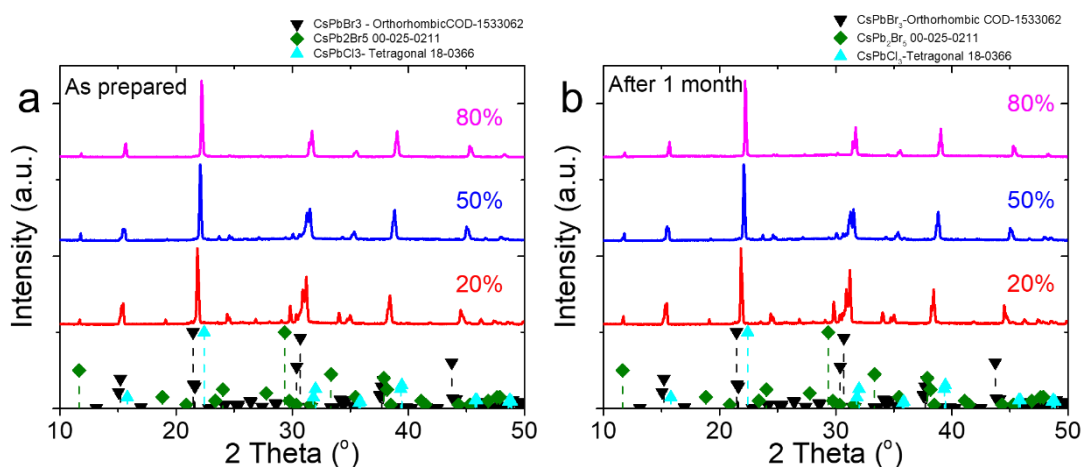 CsPbBr3 - OrthorhombicCOD-1533062
CsPb2Br5 00-025-0211
CsPbCl3- Tetragonal 18-0366
a
As prepared
80%
50%
20%
Intensity (a.u.)
10 20 30 40 50
2 Theta (°)
CsPbBr₃-Orthorhombic COD-1533062
CsPb₂Br₅ 00-025-0211
CsPbCl₃-Tetragonal 18-0366
b
After 1 month
80%
50%
20%
Intensity (a.u.)
10 20 30 40 50
2 Theta (°)